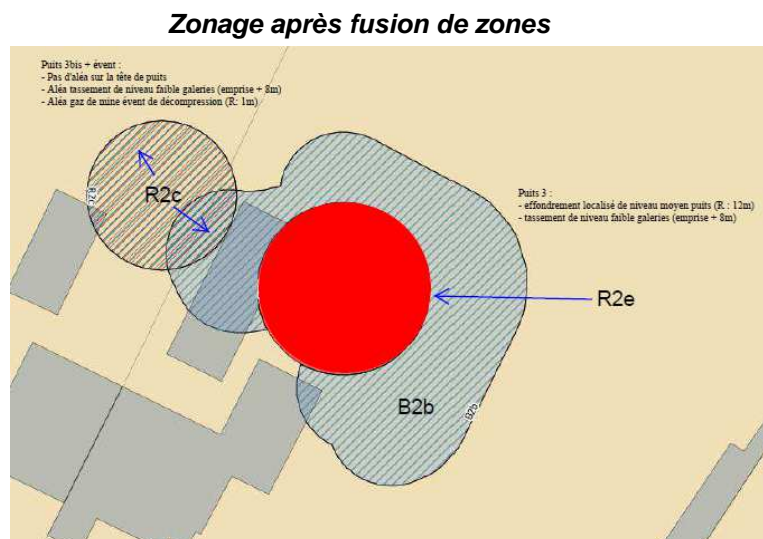 Zonage après fusion de zones
Puits 3bis + évent :
- Pas d'aléa sur la tête de puits
- Aléa tassement de niveau faible galeries (emprise + 8m)
- Aléa gaz de mine évent de décompression (R: 1m)
R2c
R2c
Puits 3 :
- effondrement localisé de niveau moyen puits (R : 12m)
- tassement de niveau faible galeries (emprise + 8m)
R2e
B2b
B2b